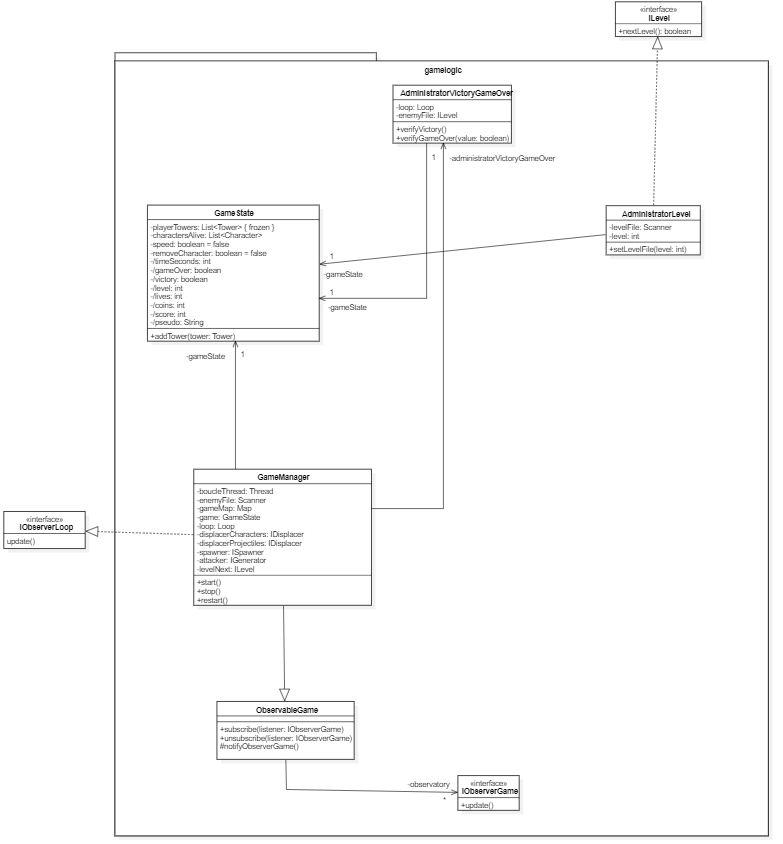 «interface»
ILevel
+nextLevel(): boolean
gamelogic
AdministratorVictoryGameOver
-loop: Loop
-enemyFile: ILevel
+verifyVictory()
+verifyGameOver(value: boolean)
1
-administratorVictoryGameOver
GameState
-playerTowers: List<Tower> { frozen }
-charactersAlive: List<Character>
-speed: boolean = false
-removeCharacter: boolean = false
-/timeSeconds: int
-/gameOver: boolean
-/victory: boolean
-/level: int
-/lives: int
-/coins: int
-/score: int
-/pseudo: String
+addTower(tower: Tower)
AdministratorLevel
-levelFile: Scanner
-level: int
+setLevelFile(level: int)
1
-gameState
1
-gameState
-gameState
1
GameManager
-boucleThread: Thread
-enemyFile: Scanner
-gameMap: Map
-game: GameState
-loop: Loop
-displacerCharacters: IDisplacer
-displacerProjectiles: IDisplacer
-spawner: ISpawner
-attacker: IGenerator
-levelNext: ILevel
+start()
+stop()
+restart()
«interface»
IObserverLoop
update()
ObservableGame
+subscribe(listener: IObserverGame)
+unsubscribe(listener: IObserverGame)
#notifyObserverGame()
-observatory
*
«interface»
IObserverGame
+update()